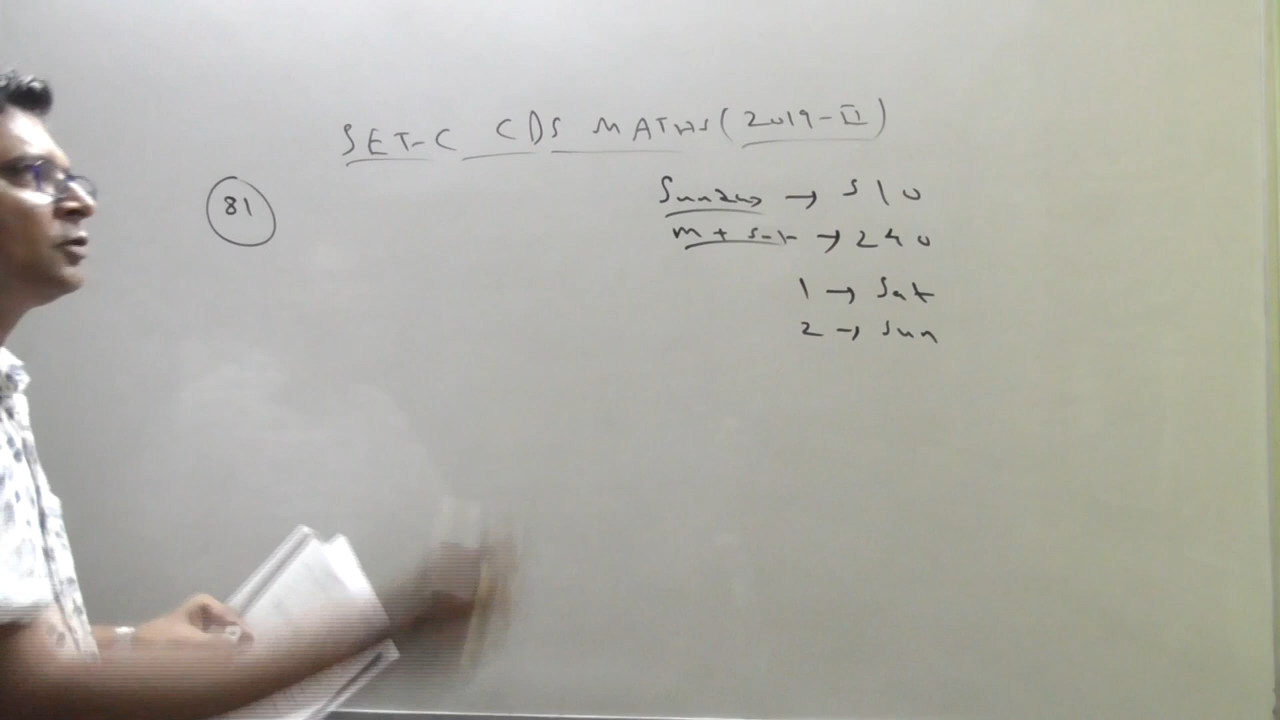 SET-C CDS MATHS (2019-II)
81
Sundays → 510
M + Sat → 240
1 → Sat
2 → Sun